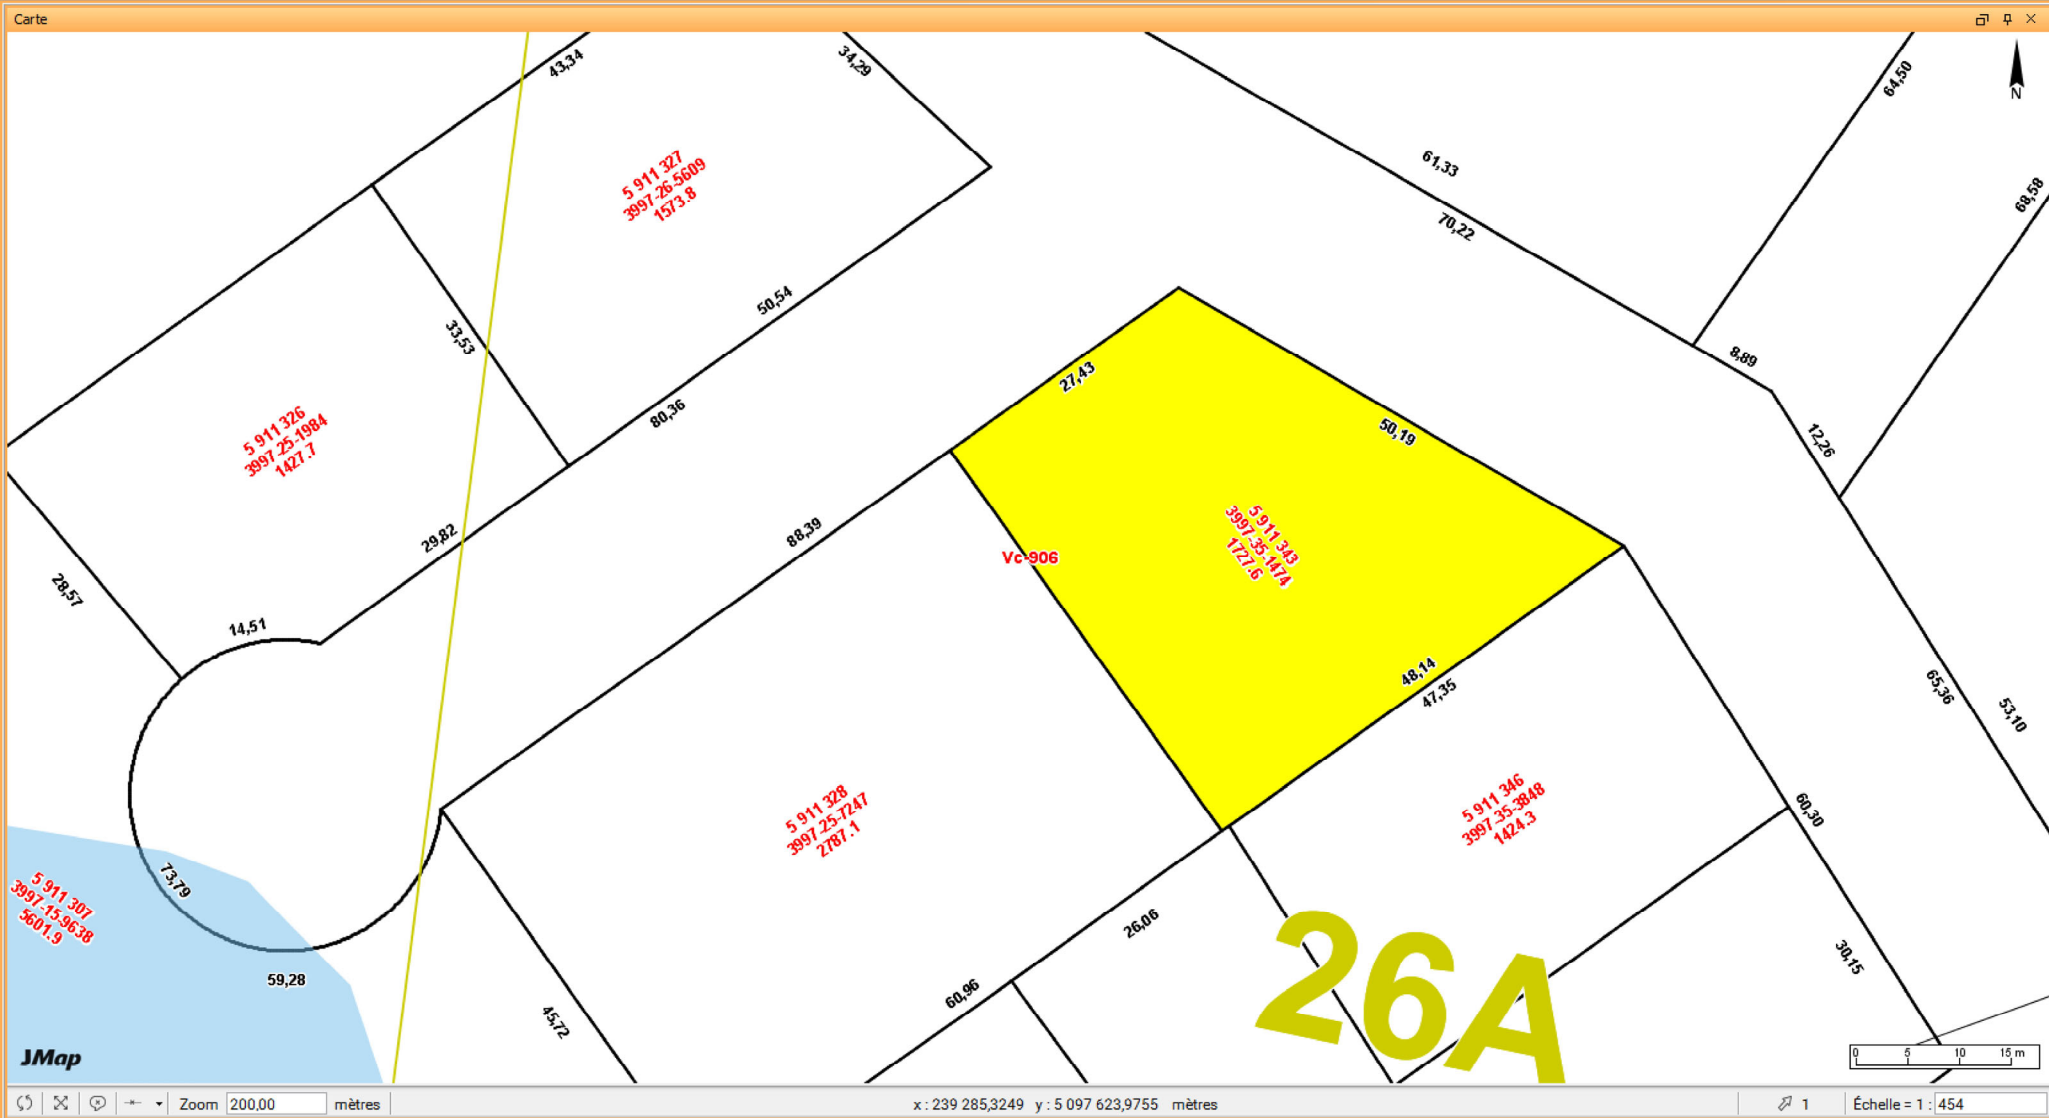 Carte
43,34
34,29
N
64,50
61,33
68,58
70,22
5 911 327
3997-26-5609
1573.8
50,54
33,53
8,89
27,43
80,36
50,19
12,26
5 911 326
3997-25-1984
1427.7
29,82
88,39
Vc-906
5 911 343
3997-35-1474
1727.6
28,57
14,51
48,14
47,35
65,36
53,10
5 911 328
3997-25-7247
2787.1
5 911 346
3997-35-3848
1424.3
60,30
73,79
5 911 307
3997-15-9638
5601.9
26,06
30,15
59,28
60,96
45,72
26A
JMap
0 5 10 15 m
Zoom 200,00 mètres
x : 239 285,3249 y : 5 097 623,9755 mètres
1
Échelle = 1 : 454